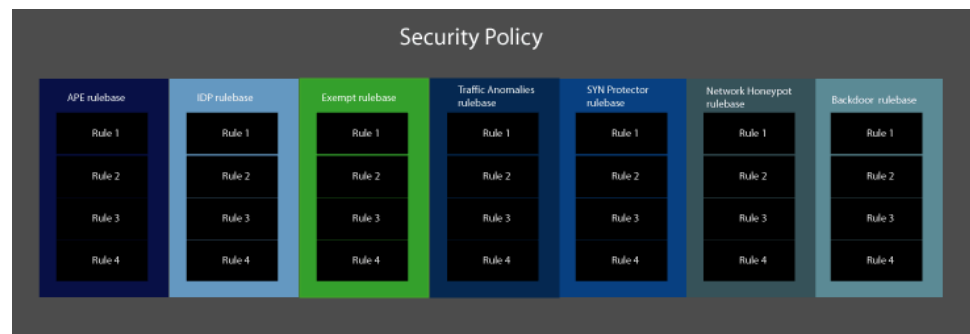 Security Policy
APE rulebase
Rule 1
Rule 2
Rule 3
Rule 4
IDP rulebase
Rule 1
Rule 2
Rule 3
Rule 4
Exempt rulebase
Rule 1
Rule 2
Rule 3
Rule 4
Traffic Anomalies
rulebase
Rule 1
Rule 2
Rule 3
Rule 4
SYN Protector
rulebase
Rule 1
Rule 2
Rule 3
Rule 4
Network Honeypot
rulebase
Rule 1
Rule 2
Rule 3
Rule 4
Backdoor rulebase
Rule 1
Rule 2
Rule 3
Rule 4